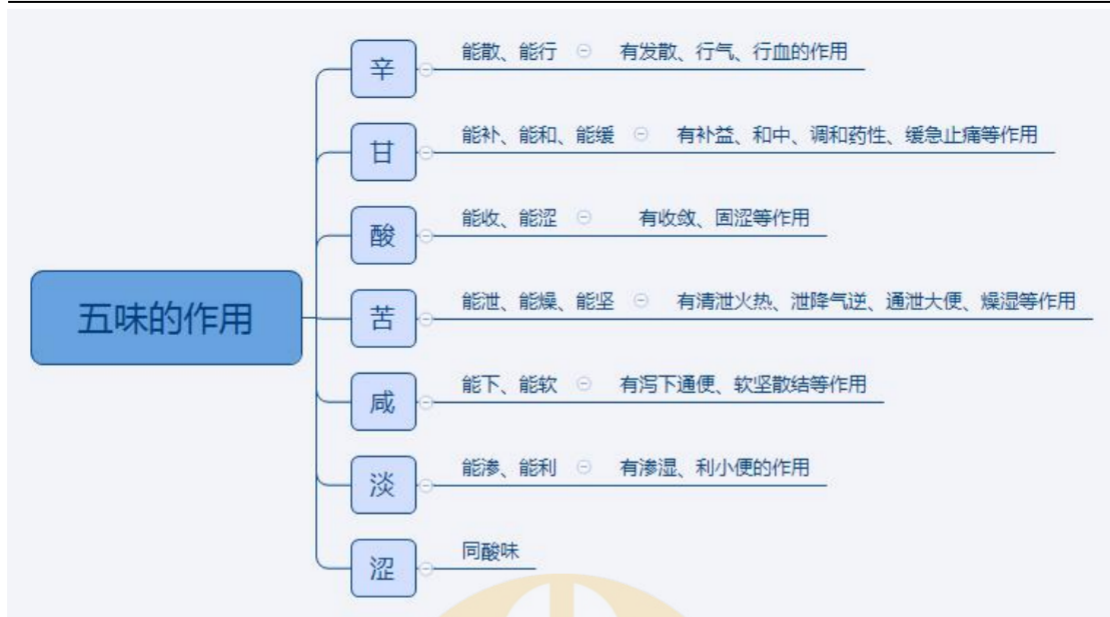 五味的作用
辛 能散、能行 有发散、行气、行血的作用
甘 能补、能和、能缓 有补益、和中、调和药性、缓急止痛等作用
酸 能收、能涩 有收敛、固涩等作用
苦 能泄、能燥、能坚 有清泄火热、泄降气逆、通泄大便、燥湿等作用
咸 能下、能软 有泻下通便、软坚散结等作用
淡 能渗、能利 有渗湿、利小便的作用
涩 同酸味